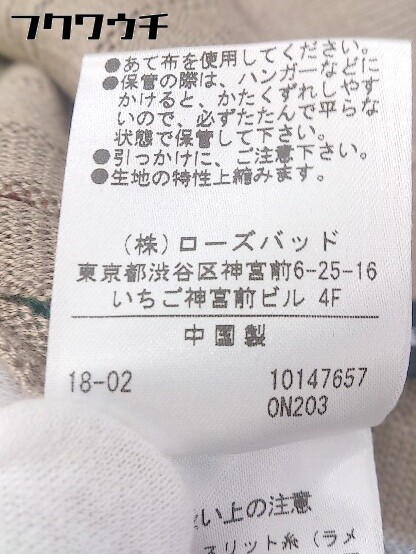 フクワウチ
●あて布を使用してください。
●保管の際は、ハンガーなどに
かけると、かたくずれしやす
いので、必ずたたんで平らな
状態で保管して下さい。
●引っかけに、ご注意下さい。
●生地の特性上縮みます。
(株)ローズバッド
東京都渋谷区神宮前6-25-16
いちご神宮前ビル 4F
中国製
18-02 10147657
0N203
い上の注意
スリット糸(ラメ